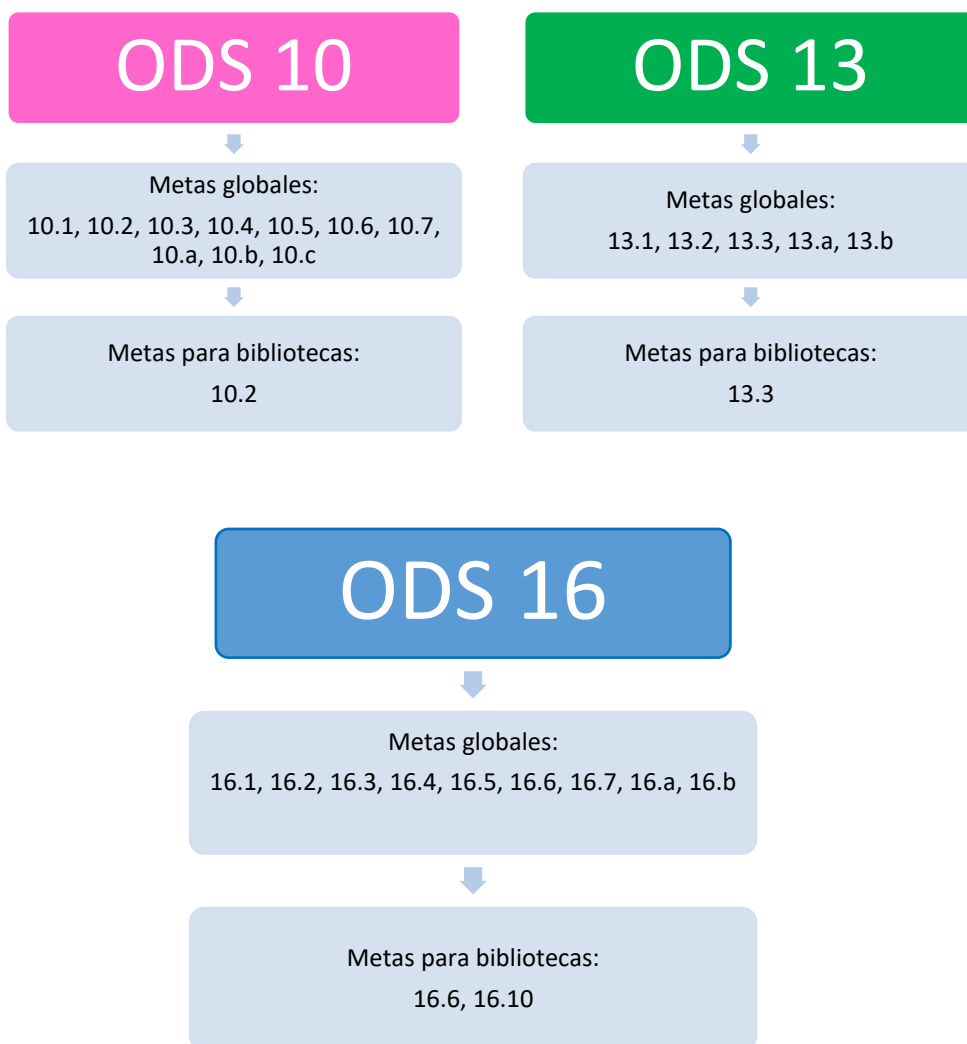 ODS 10
Metas globales:
10.1, 10.2, 10.3, 10.4, 10.5, 10.6, 10.7,
10.a, 10.b, 10.c
Metas para bibliotecas:
10.2
ODS 13
Metas globales:
13.1, 13.2, 13.3, 13.a, 13.b
Metas para bibliotecas:
13.3
ODS 16
Metas globales:
16.1, 16.2, 16.3, 16.4, 16.5, 16.6, 16.7, 16.a, 16.b
Metas para bibliotecas:
16.6, 16.10